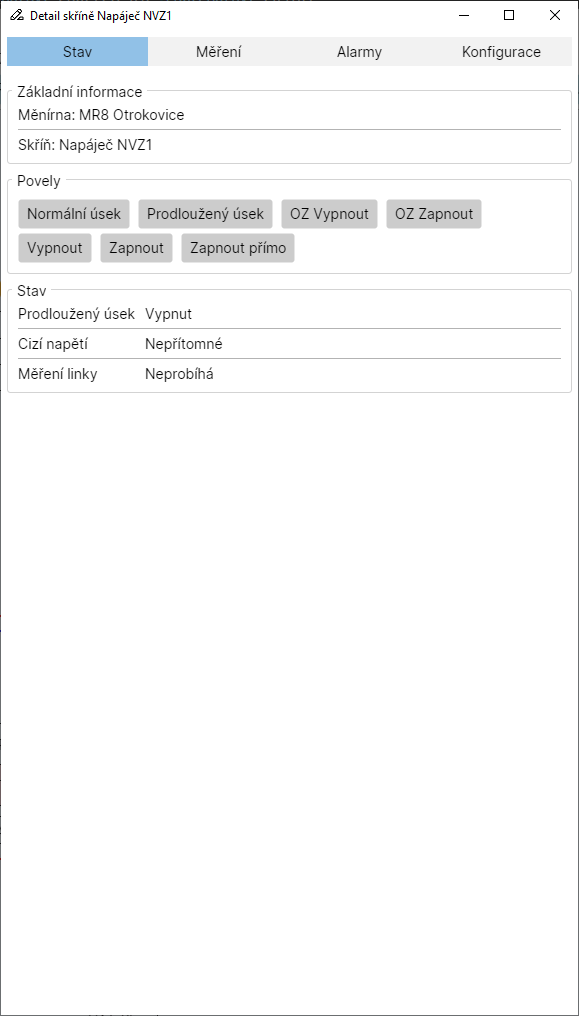 Detail skříně Napáječ NVZ1
Stav Měření Alarmy Konfigurace
Základní informace
Měnírna: MR8 Otrokovice
Skříň: Napáječ NVZ1
Povely
Normální úsek Prodloužený úsek OZ Vypnout OZ Zapnout
Vypnout Zapnout Zapnout přímo
Stav
Prodloužený úsek Vypnut
Cizí napětí Nepřítomné
Měření linky Neprobíhá